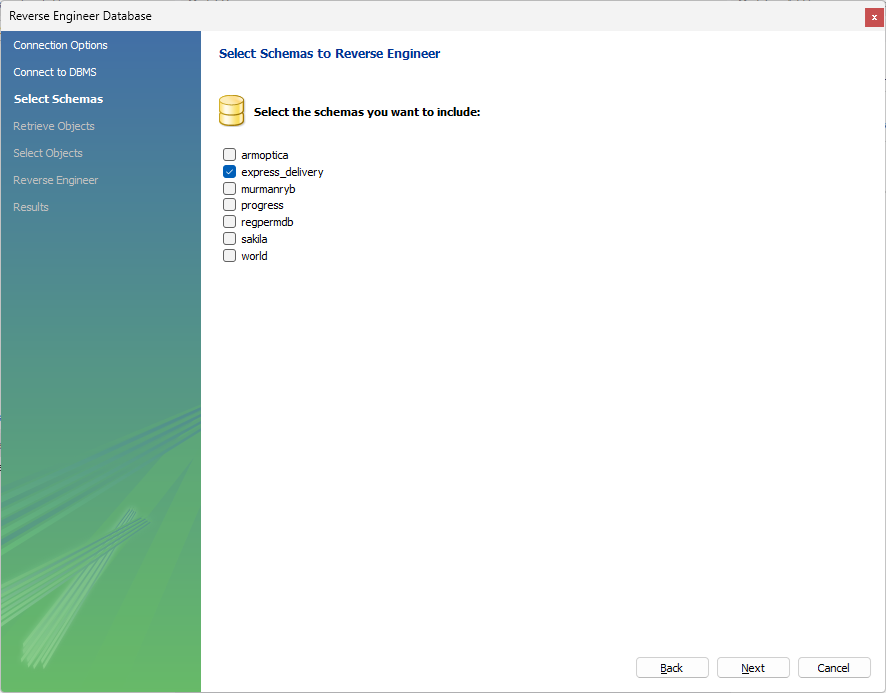 Reverse Engineer Database
x
Connection Options
Connect to DBMS
Select Schemas
Retrieve Objects
Select Objects
Reverse Engineer
Results
Select Schemas to Reverse Engineer
Select the schemas you want to include:
armoptica
express_delivery
murmanryb
progress
regpermdb
sakila
world
Back
Next
Cancel